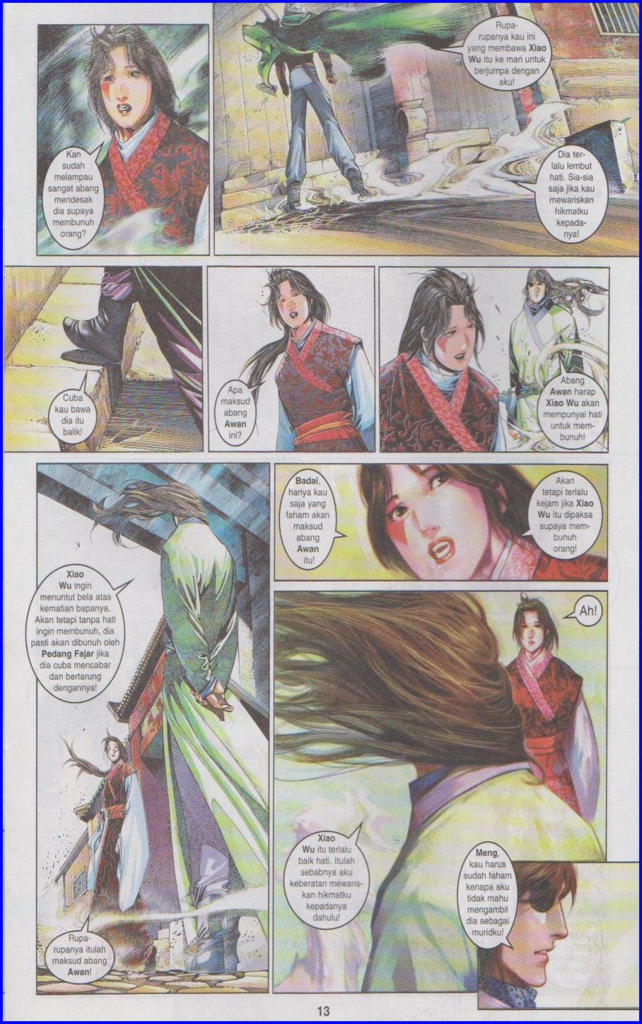 Kan
sudah
melampau
sangat abang
mendesak
dia supaya
membunuh
orang?
Rupa-
rupanya kau ini
yang membawa Xiao
Wu itu ke mari untuk
berjumpa dengan
aku!
Dia ter-
lalu lembut
hati. Sia-sia
saja jika kau
mewariskan
hikmatku
kepada-
nya!
Cuba
kau bawa
dia itu
balik!
Apa
maksud
abang
Awan
ini?
Abang
Awan harap
Xiao Wu akan
mempunyai hati
untuk mem-
bunuh!
Xiao
Wu ingin
menuntut bela atas
kematian bapanya.
Akan tetapi tanpa hati
ingin membunuh, dia
pasti akan dibunuh oleh
Pedang Fajar jika
dia cuba mencabar
dan bertarung
dengannya!
Rupa-
rupanya itulah
maksud abang
Awan!
Badai,
hanya kau
saja yang
faham akan
maksud
abang
Awan
itu!
Akan
tetapi terlalu
kejam jika Xiao
Wu itu dipaksa
supaya mem-
bunuh
orang!
Ah!
Xiao
Wu itu terlalu
baik hati. Itulah
sebabnya aku
keberatan mewaris-
kan hikmatku
kepadanya
dahulu!
Meng,
kau harus
sudah faham
kenapa aku
tidak mahu
mengambil
dia sebagai
muridku!
13